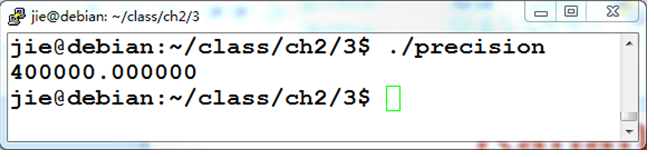 jie@debian: ~/class/ch2/3
jie@debian:~/class/ch2/3$ ./precision
400000.000000
jie@debian:~/class/ch2/3$